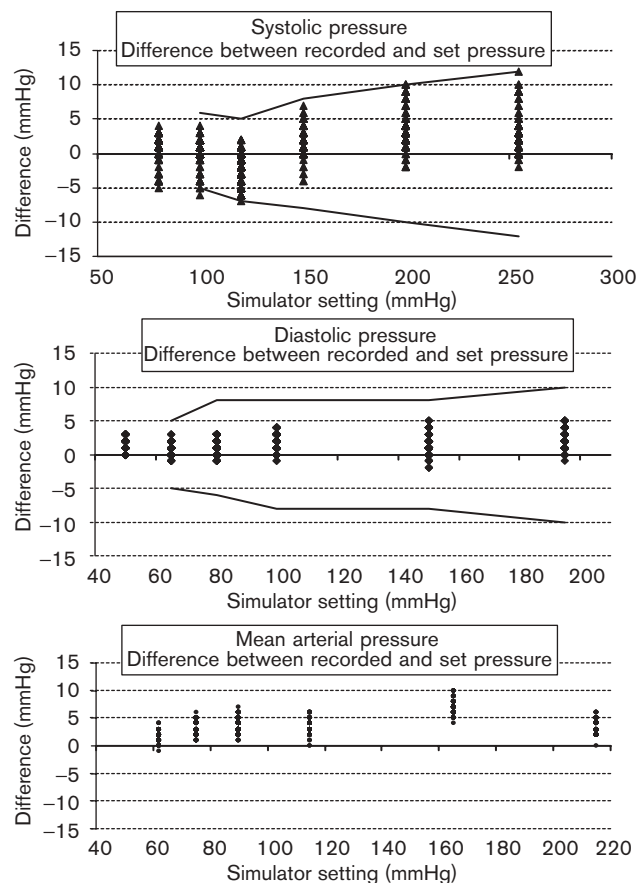 Systolic pressure
Difference between recorded and set pressure
Difference (mmHg)
15
10
5
0
−5
−10
−15
50 100 150 200 250 300
Simulator setting (mmHg)
Diastolic pressure
Difference between recorded and set pressure
Difference (mmHg)
15
10
5
0
−5
−10
−15
40 60 80 100 120 140 160 180 200
Simulator setting (mmHg)
Mean arterial pressure
Difference between recorded and set pressure
Difference (mmHg)
15
10
5
0
−5
−10
−15
40 60 80 100 120 140 160 180 200 220
Simulator setting (mmHg)